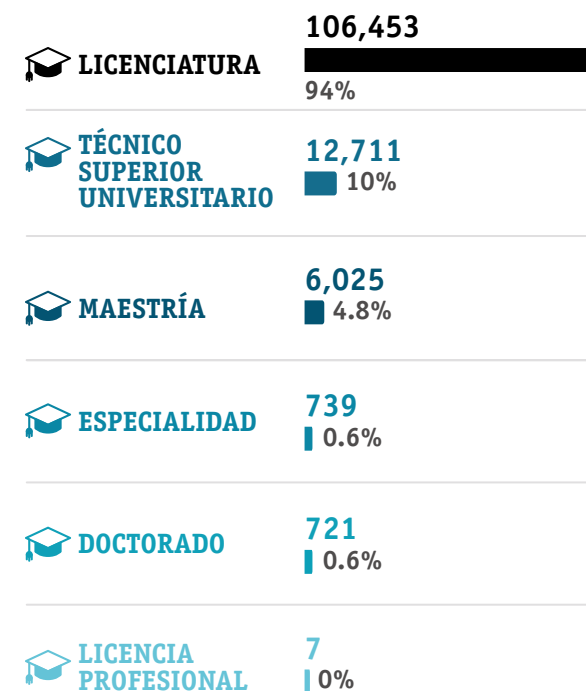 106,453
LICENCIATURA
94%
TÉCNICO
SUPERIOR
UNIVERSITARIO
12,711
10%
MAESTRÍA
6,025
4.8%
ESPECIALIDAD
739
0.6%
DOCTORADO
721
0.6%
LICENCIA
PROFESIONAL
7
0%